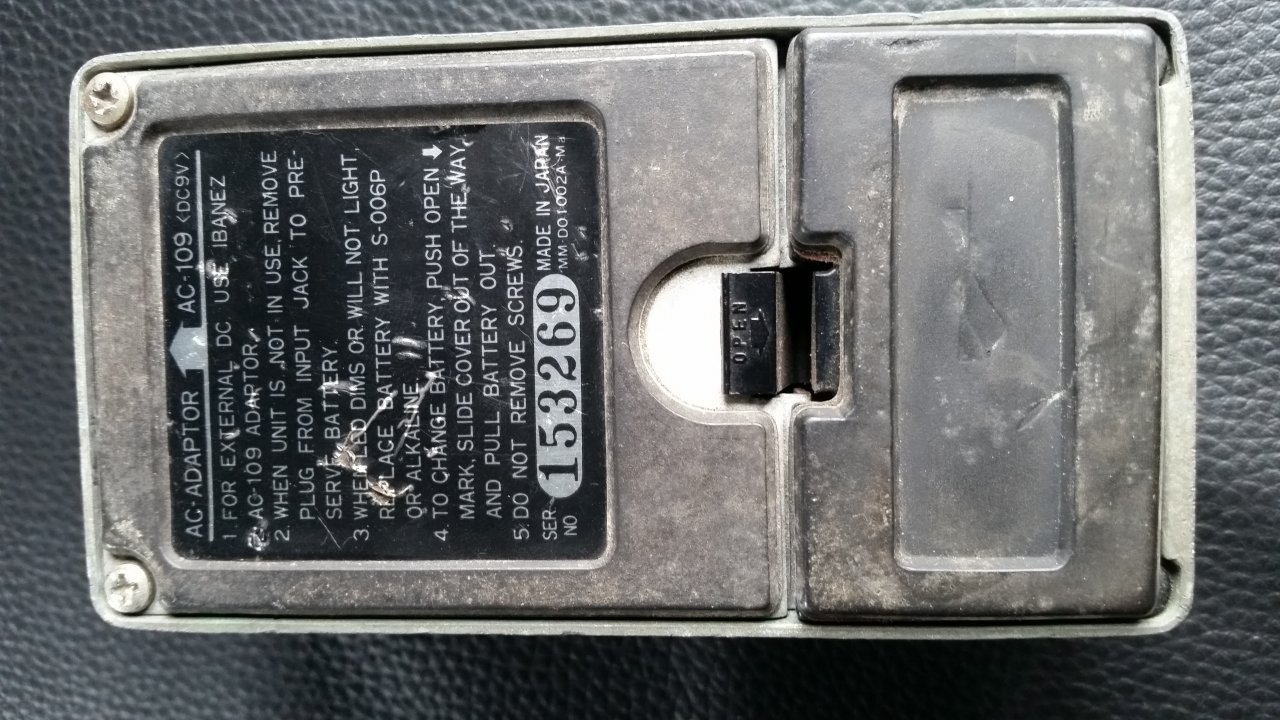 AC-ADAPTOR AC-109 <DC9V>
1 FOR EXTERNAL DC USE IBANEZ
AC-109 ADAPTOR.
2. WHEN UNIT IS NOT IN USE, REMOVE
PLUG FROM INPUT JACK TO PRE-
SERVE BATTERY.
3. WHEN LED DIMS OR WILL NOT LIGHT,
REPLACE BATTERY WITH S-006P
OR ALKALINE.
4. TO CHANGE BATTERY, PUSH OPEN ↓
MARK, SLIDE COVER OUT OF THE WAY,
AND PULL BATTERY OUT
5. DO NOT REMOVE SCREWS.
SER. NO 153269 MADE IN JAPAN
OPEN